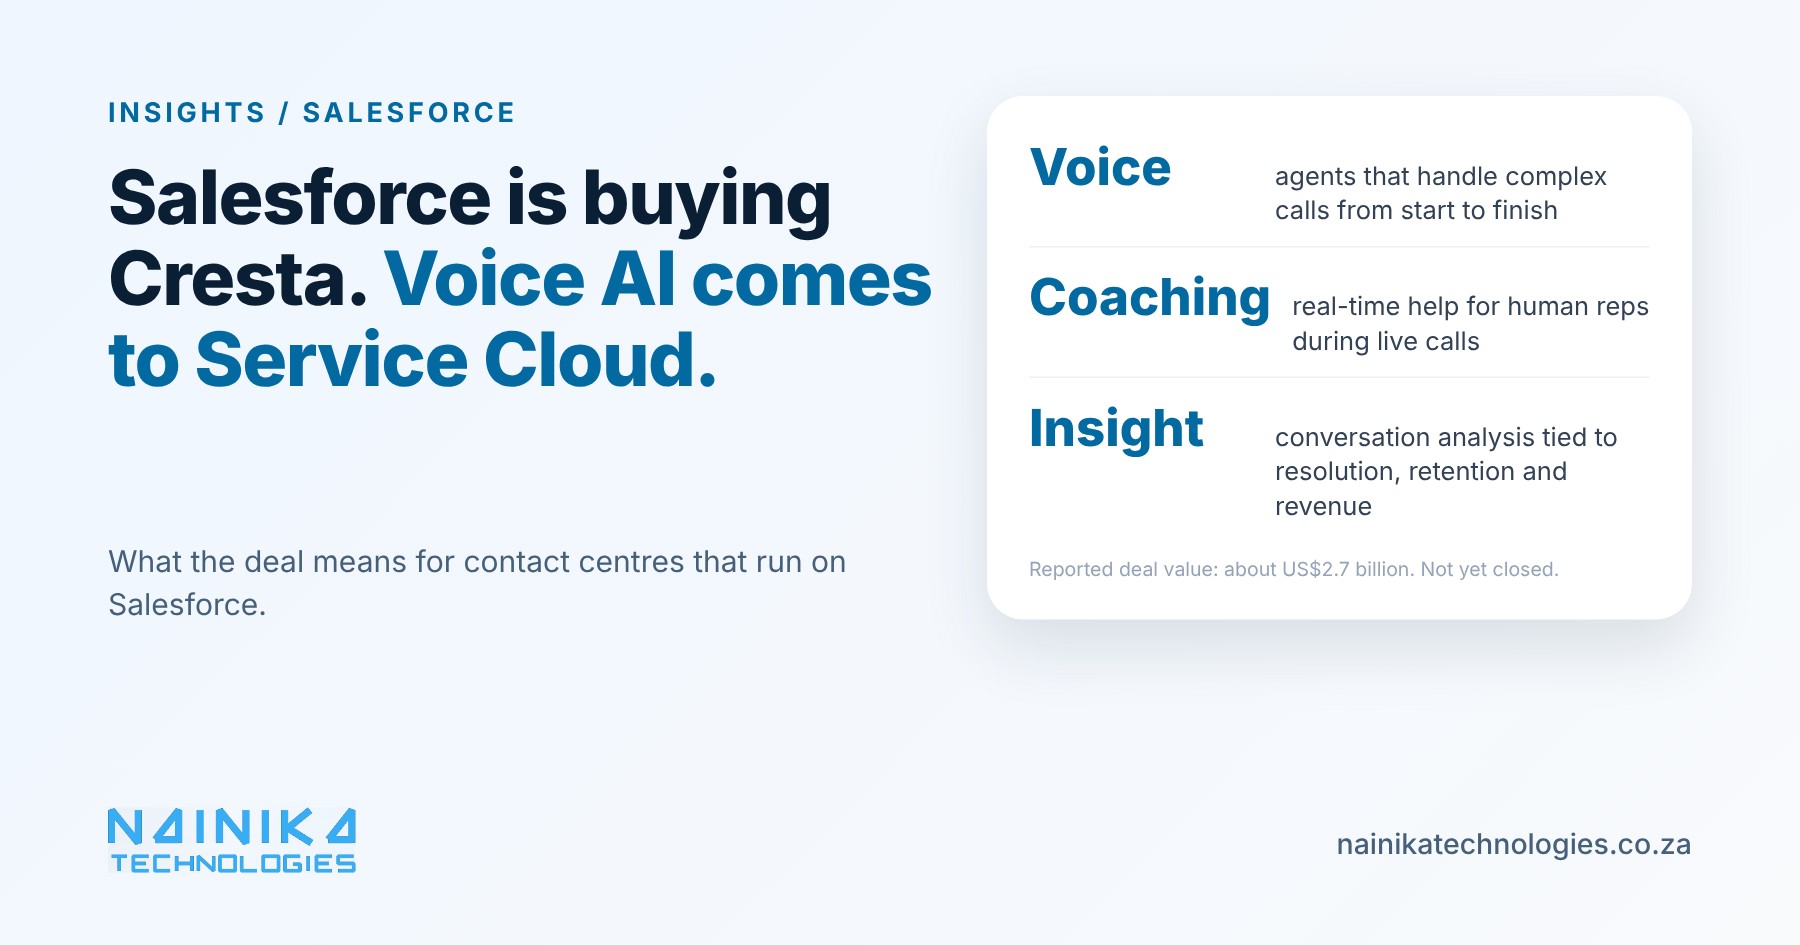 INSIGHTS / SALESFORCE
Salesforce is buying
Cresta. Voice AI comes
to Service Cloud.
What the deal means for contact centres that run on
Salesforce.
Voice
agents that handle complex
calls from start to finish
Coaching
real-time help for human reps
during live calls
Insight
conversation analysis tied to
resolution, retention and
revenue
Reported deal value: about US$2.7 billion. Not yet closed.
NAINIKA
TECHNOLOGIES
nainikatechnologies.co.za